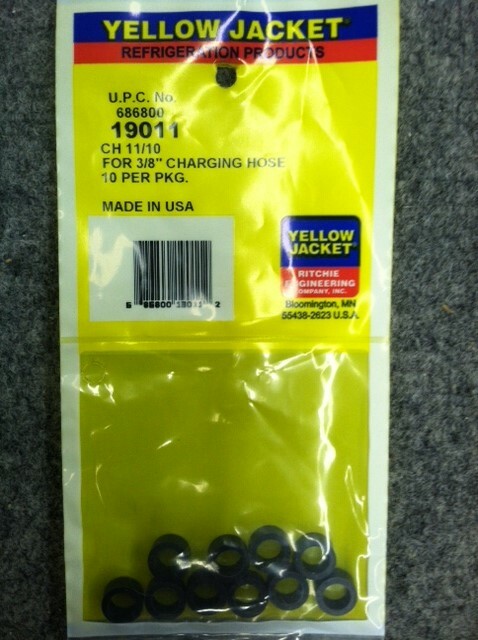 YELLOW JACKET®
REFRIGERATION PRODUCTS
U.P.C. No.
686800
19011
CH 11/10
FOR 3/8" CHARGING HOSE
10 PER PKG.
MADE IN USA
YELLOW
JACKET®
RITCHIE
ENGINEERING
COMPANY, INC.
Bloomington, MN
55438-2623 U.S.A.
2